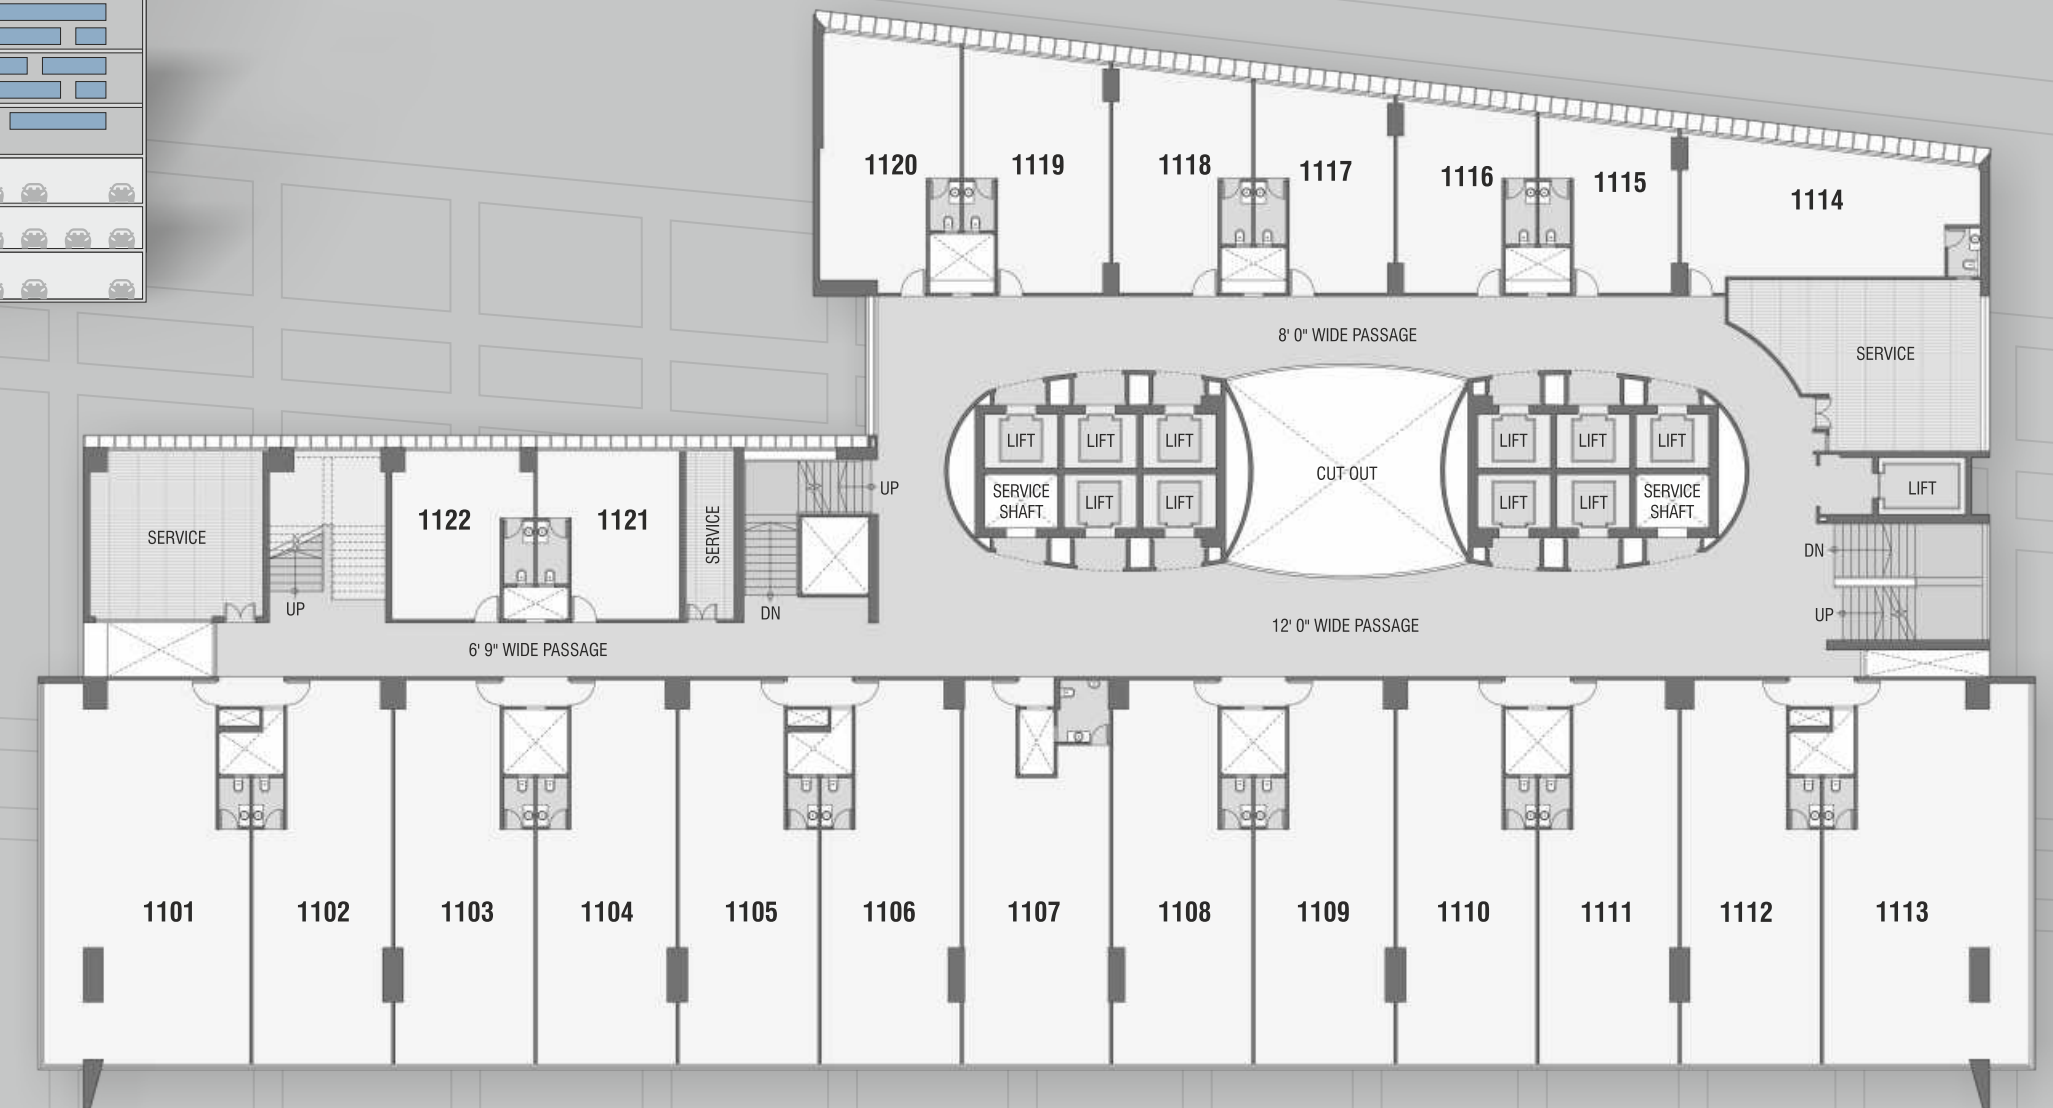 1120
1119
1118
1117
1116
1115
1114
8' 0" WIDE PASSAGE
SERVICE
LIFT
LIFT
LIFT
LIFT
LIFT
LIFT
CUT OUT
SERVICE
SHAFT
LIFT
LIFT
LIFT
LIFT
SERVICE
SHAFT
LIFT
UP
1122
1121
SERVICE
SERVICE
DN
UP
DN
UP
12' 0" WIDE PASSAGE
6' 9" WIDE PASSAGE
1101
1102
1103
1104
1105
1106
1107
1108
1109
1110
1111
1112
1113